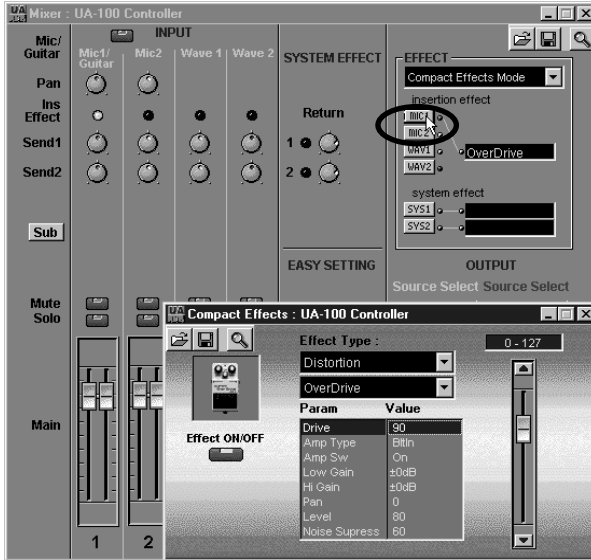 Mixer : UA-100 Controller
INPUT
Mic/
Guitar
Mic1/
Guitar
Mic2
Wave 1
Wave 2
Pan
Ins
Effect
Send1
Send2
Sub
Mute
Solo
Main
1
2
SYSTEM EFFECT
Return
1
2
EASY SETTING
EFFECT
Compact Effects Mode
insertion effect
MIC1
MIC2
WAV1
WAV2
OverDrive
system effect
SYS1
SYS2
OUTPUT
Source Select Source Select
Compact Effects : UA-100 Controller
Effect Type :
Distortion
OverDrive
Effect ON/OFF
Param Value
Drive 90
Amp Type BltIn
Amp Sw On
Low Gain ±0dB
Hi Gain ±0dB
Pan 0
Level 80
Noise Supress 60
0 - 127